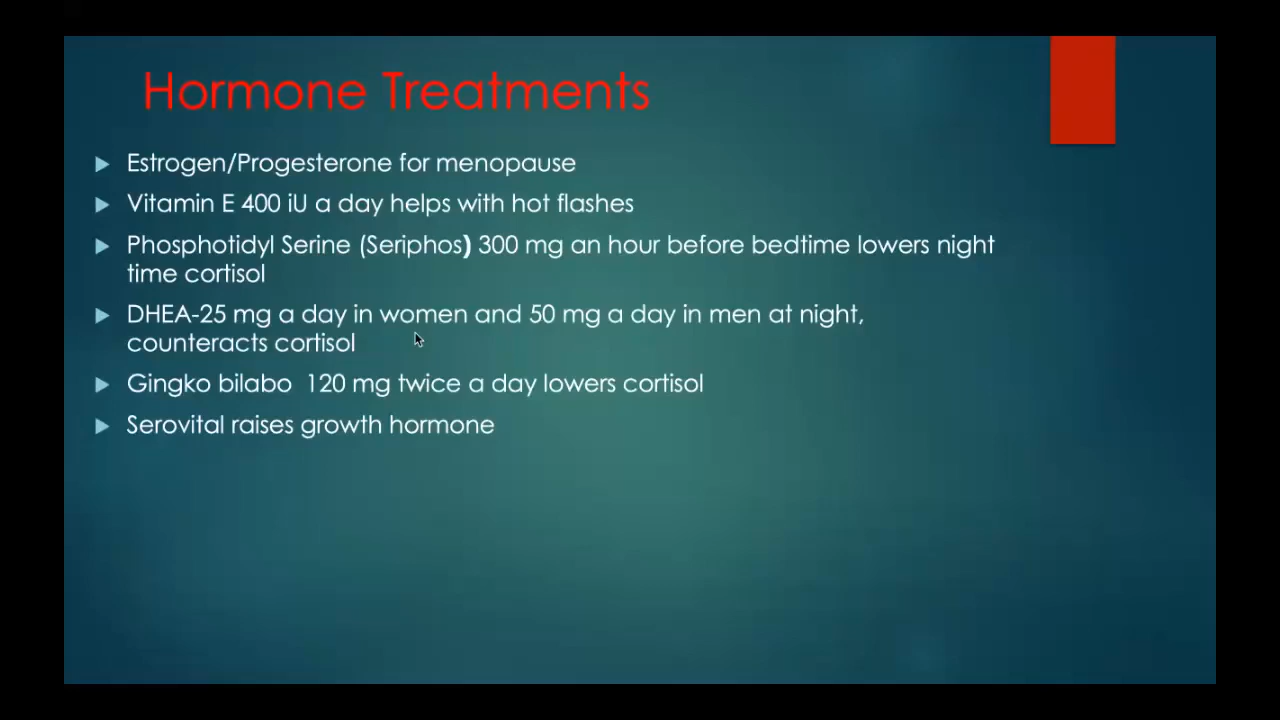 Hormone Treatments
Estrogen/Progesterone for menopause
Vitamin E 400 iU a day helps with hot flashes
Phosphotidyl Serine (Seriphos) 300 mg an hour before bedtime lowers night
time cortisol
DHEA-25 mg a day in women and 50 mg a day in men at night,
counteracts cortisol
Gingko bilabo  120 mg twice a day lowers cortisol
Serovital raises growth hormone